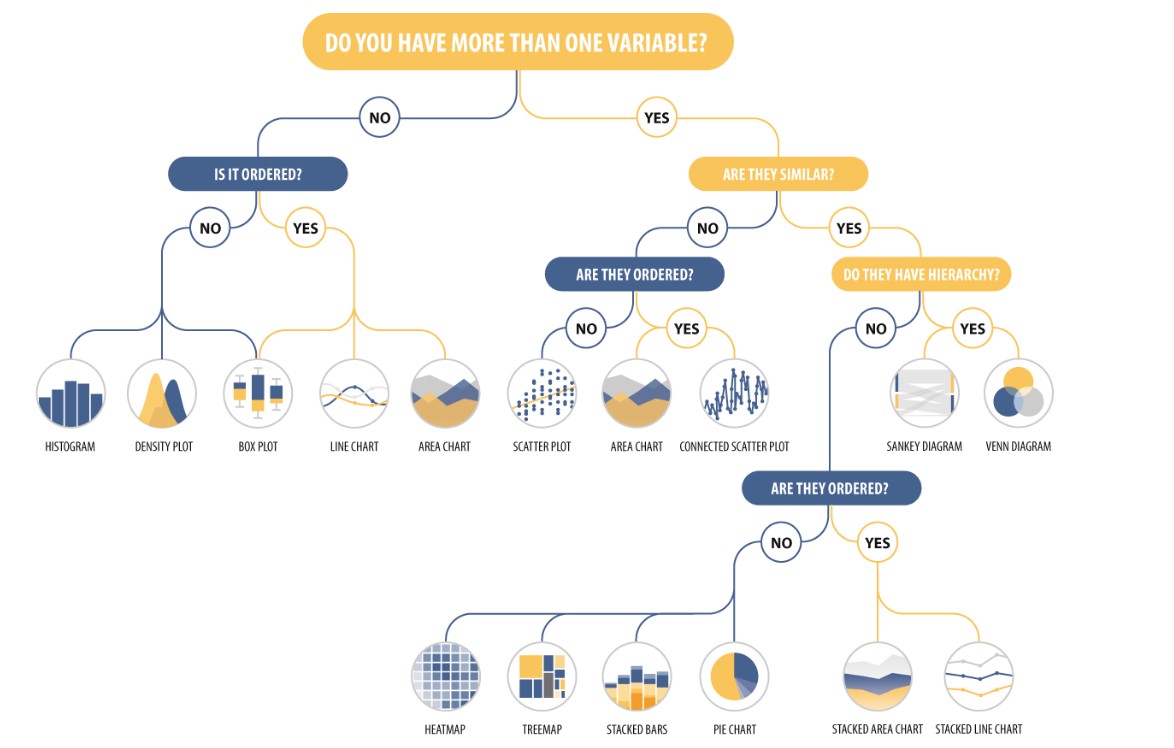 DO YOU HAVE MORE THAN ONE VARIABLE?
NO
YES
IS IT ORDERED?
ARE THEY SIMILAR?
NO
YES
NO
YES
ARE THEY ORDERED?
DO THEY HAVE HIERARCHY?
NO
YES
NO
YES
HISTOGRAM
DENSITY PLOT
BOX PLOT
LINE CHART
AREA CHART
SCATTER PLOT
AREA CHART
CONNECTED SCATTER PLOT
SANKEY DIAGRAM
VENN DIAGRAM
ARE THEY ORDERED?
NO
YES
HEATMAP
TREEMAP
STACKED BARS
PIE CHART
STACKED AREA CHART
STACKED LINE CHART